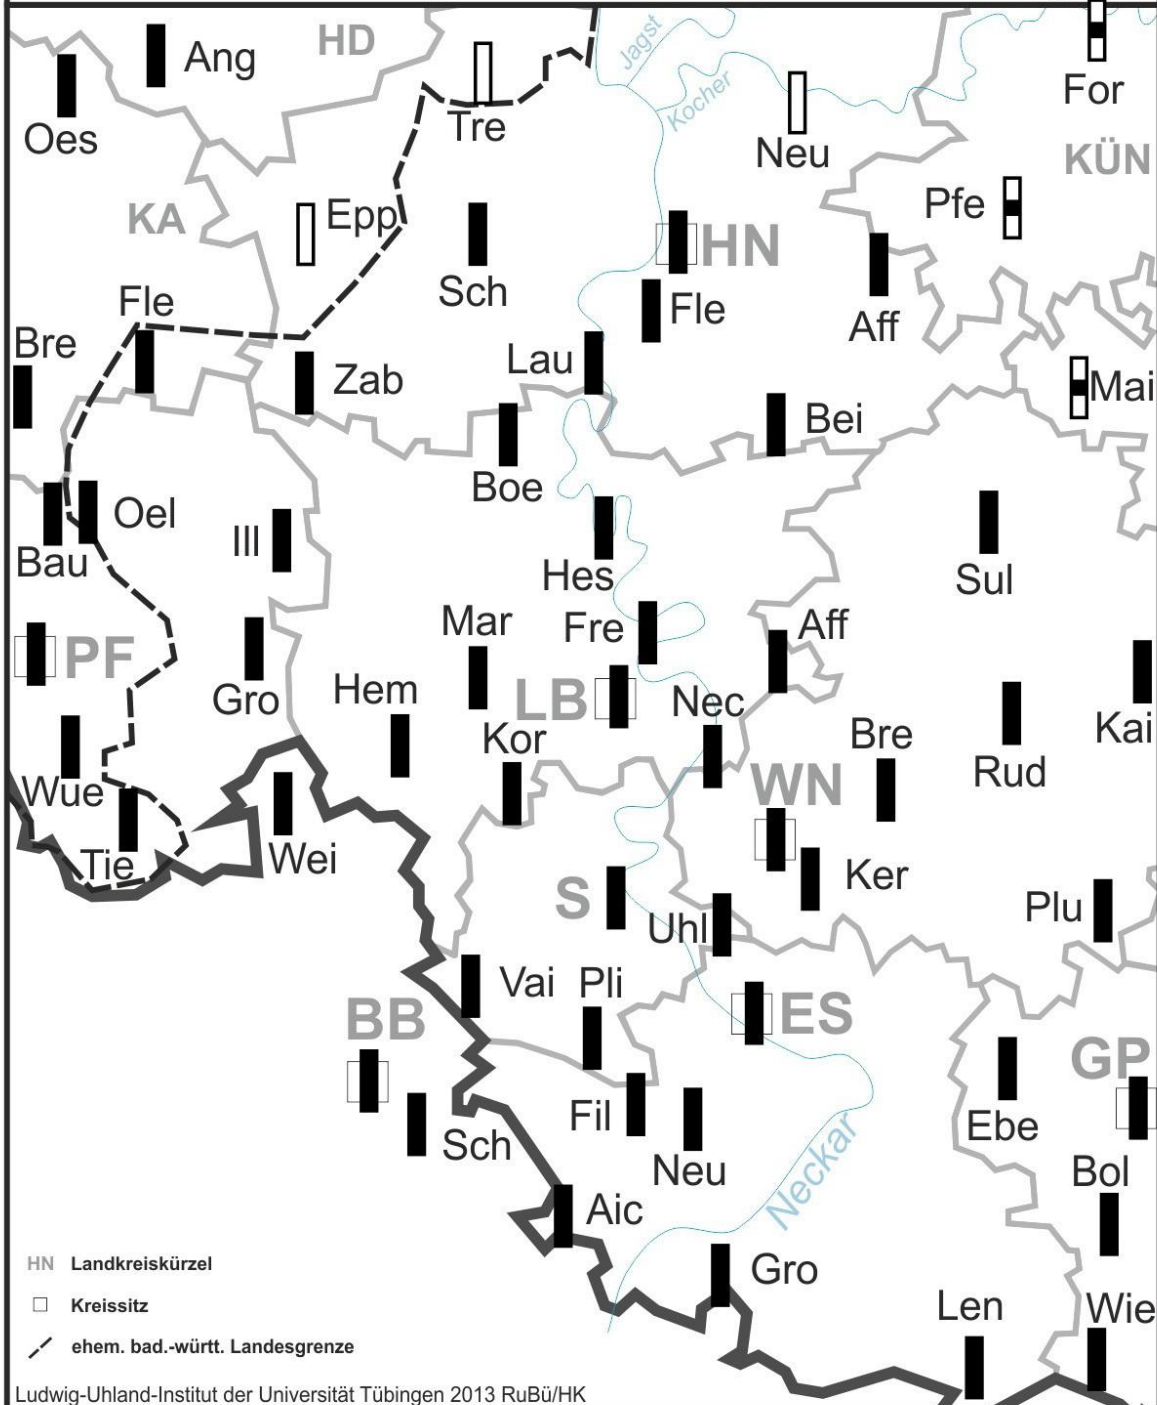 HD
Ang
Jagst
For
Oes
Tre
Kocher
Neu
KÜN
KA
Epp
Pfe
HN
Sch
Fle
Fle
Aff
Bre
Lau
Zab
Mai
Bei
Boe
Oel
Ill
Bau
Hes
Sul
Mar
Fre
Aff
PF
Gro
Hem
LB
Nec
Kor
Bre
Kai
Rud
Wue
WN
Tie
Wei
Ker
S
Uhl
Plu
Vai
Pli
BB
ES
GP
Fil
Ebe
Sch
Neu
Neckar
Bol
Aic
Gro
Len
Wie
HN Landkreiskürzel
Kreissitz
ehem. bad.-württ. Landesgrenze
Ludwig-Uhland-Institut der Universität Tübingen 2013 RuBü/HK